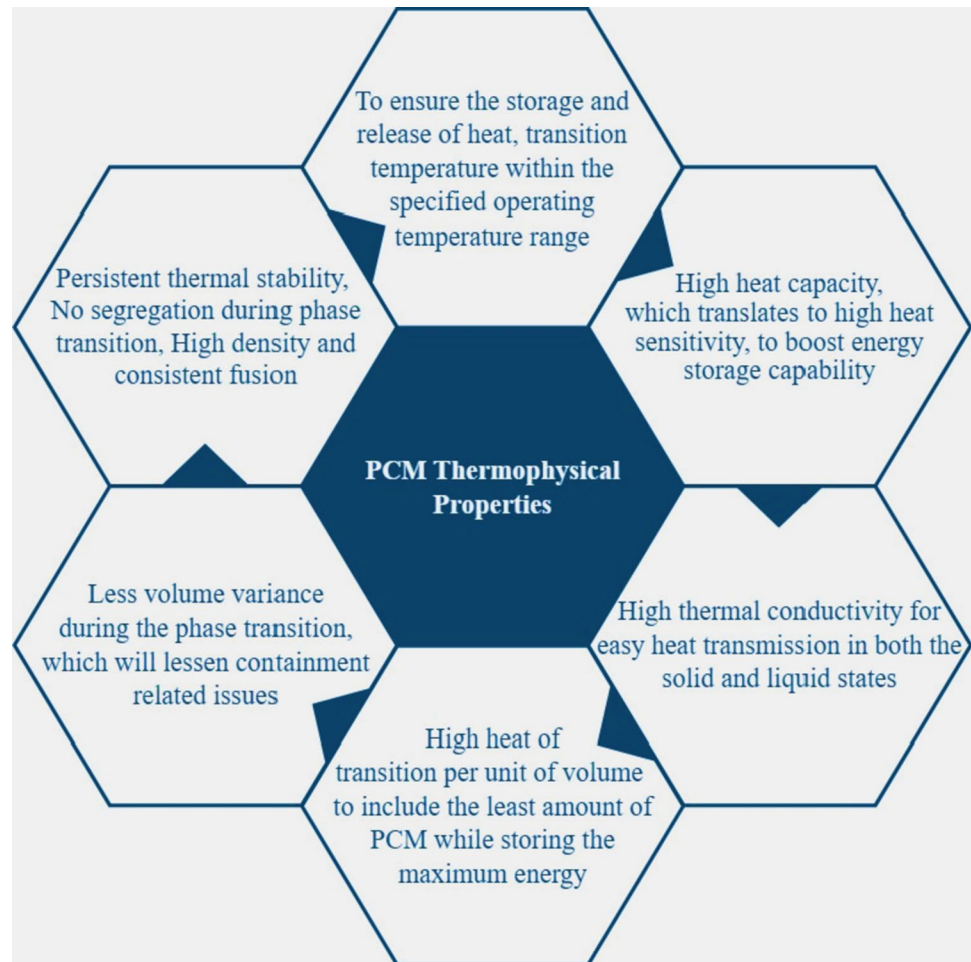 To ensure the storage and
release of heat, transition
temperature within the
specified operating
temperature range
High heat capacity,
which translates to high heat
sensitivity, to boost energy
storage capability
High thermal conductivity for
easy heat transmission in both the
solid and liquid states
High heat of
transition per unit of volume
to include the least amount of
PCM while storing the
maximum energy
Less volume variance
during the phase transition,
which will lessen containment
related issues
Persistent thermal stability,
No segregation during phase
transition, High density and
consistent fusion
PCM Thermophysical
Properties